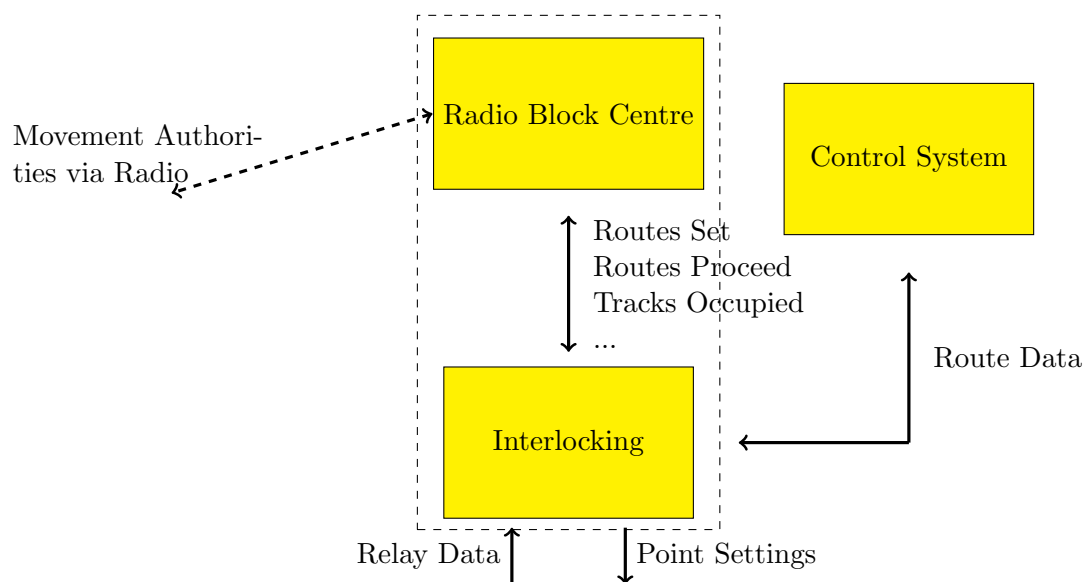 Radio Block Centre
Movement Authori-
ties via Radio
Control System
Routes Set
Routes Proceed
Tracks Occupied
...
Route Data
Interlocking
Relay Data
Point Settings